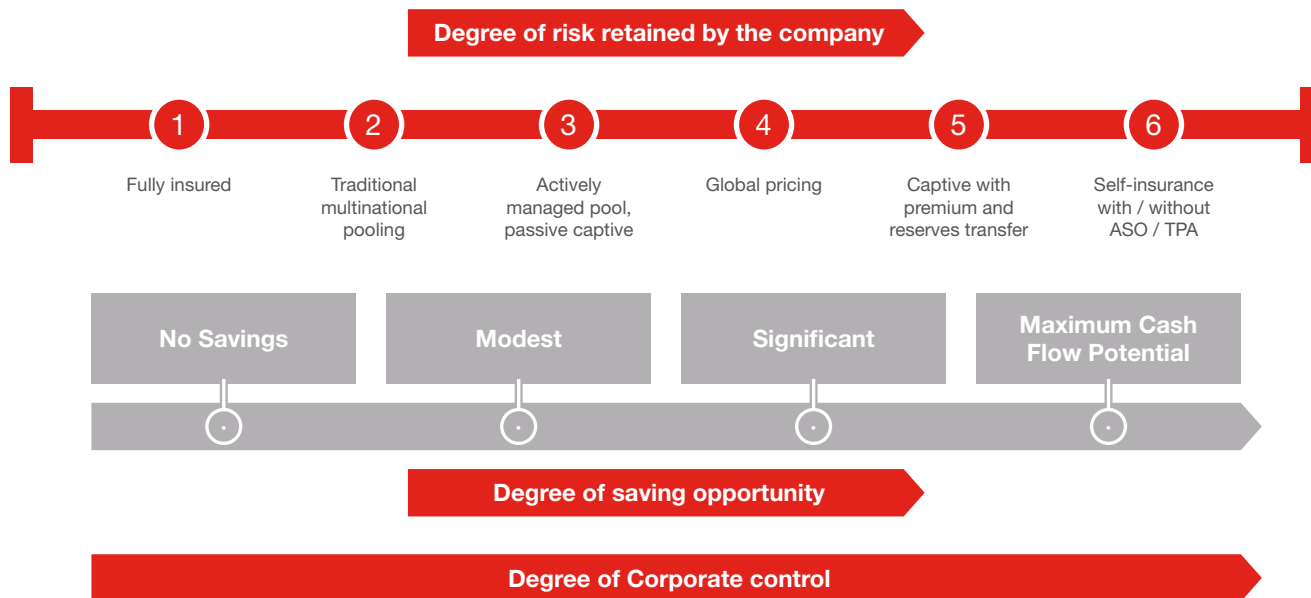 Degree of risk retained by the company
1
2
3
4
5
6
Fully insured
Traditional
multinational
pooling
Actively
managed pool,
passive captive
Global pricing
Captive with
premium and
reserves transfer
Self-insurance
with / without
ASO / TPA
No Savings
Modest
Significant
Maximum Cash
Flow Potential
Degree of saving opportunity
Degree of Corporate control